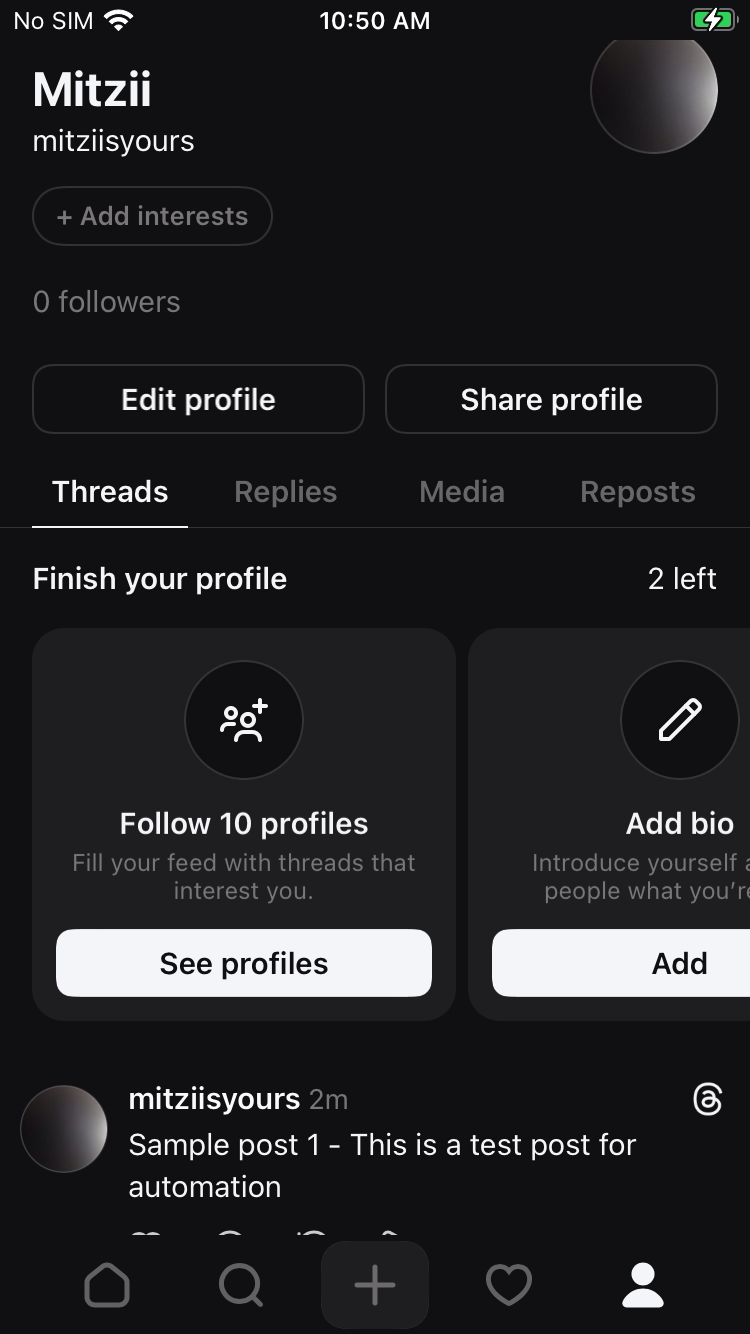 No SIM 10:50 AM
Mitzii
mitziisyours
+ Add interests
0 followers
Edit profile Share profile
Threads Replies Media Reposts
Finish your profile 2 left
Follow 10 profiles
Fill your feed with threads that
interest you.
See profiles
Add bio
Introduce yourself
people what you're
Add
mitziisyours 2m
Sample post 1 - This is a test post for
automation